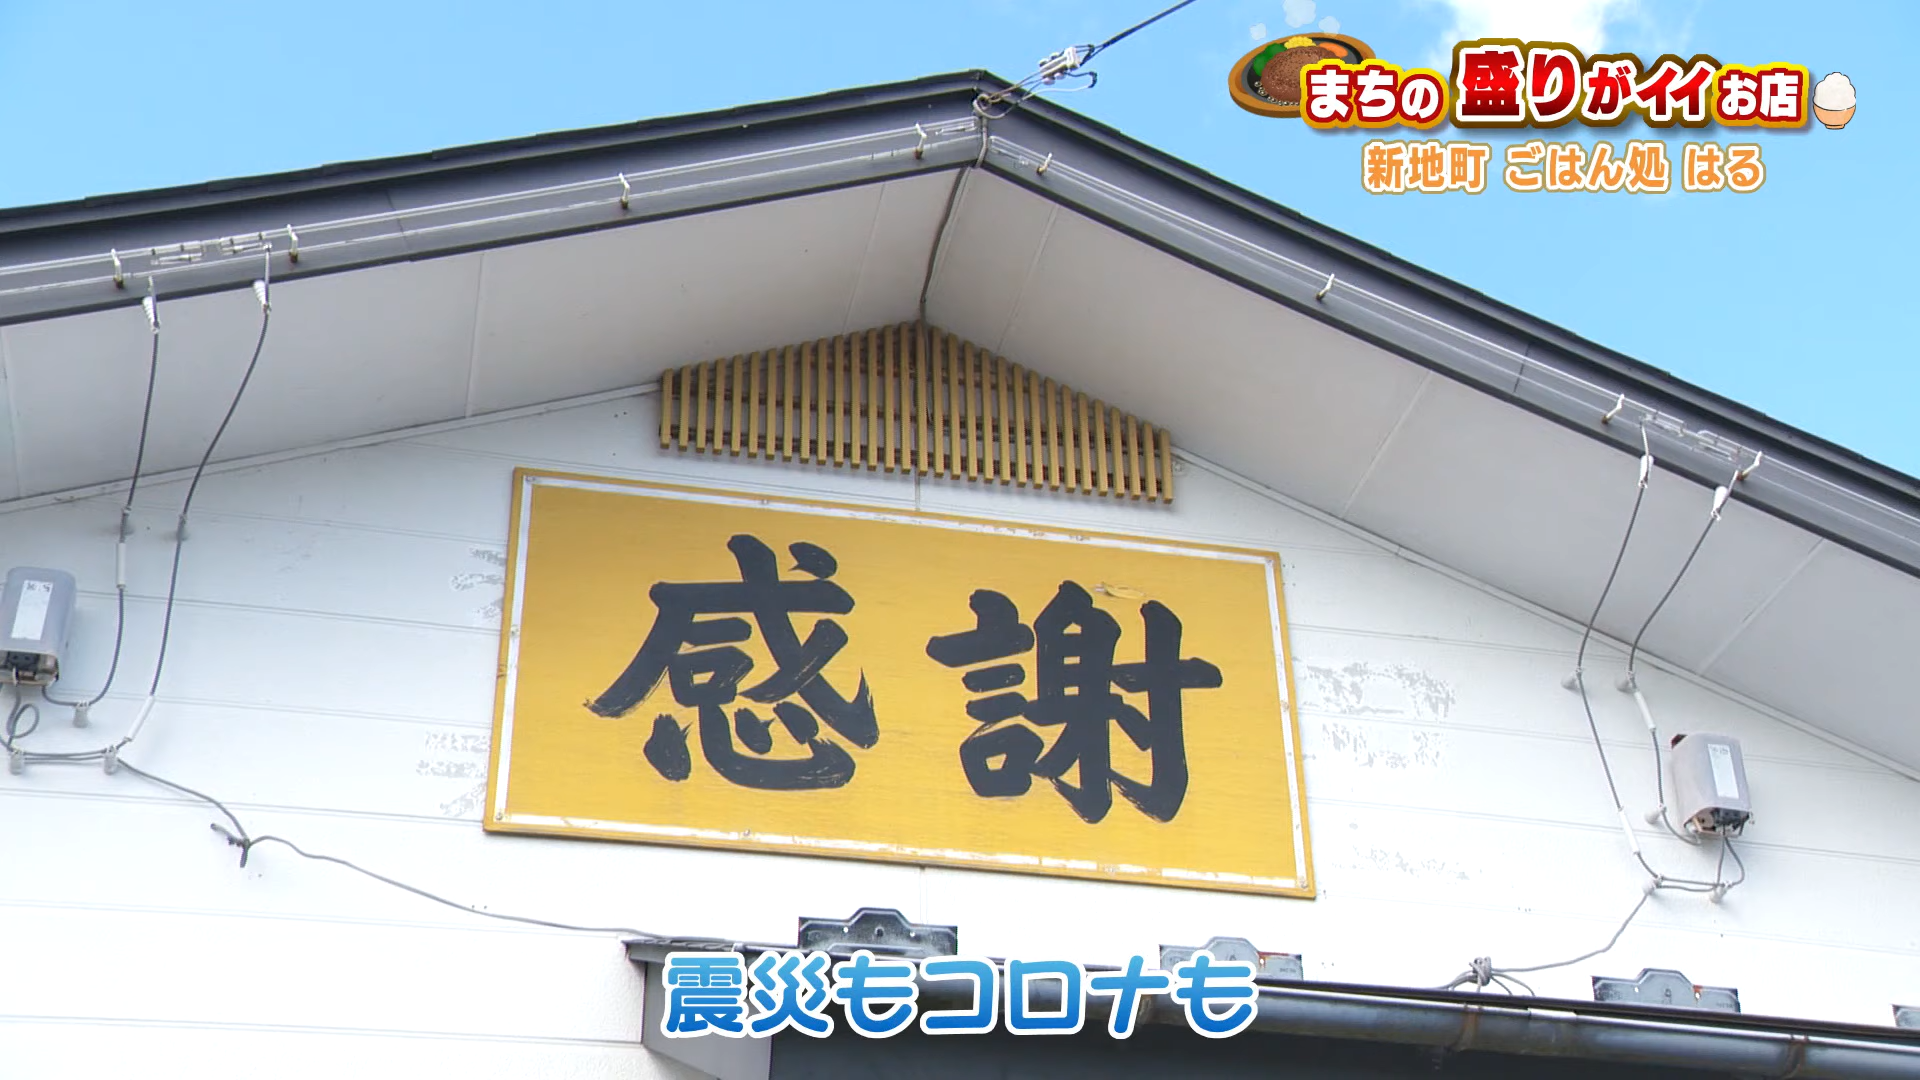 まちの盛りがイイお店
新地町 ごはん処 はる
感謝
震災もコロナも